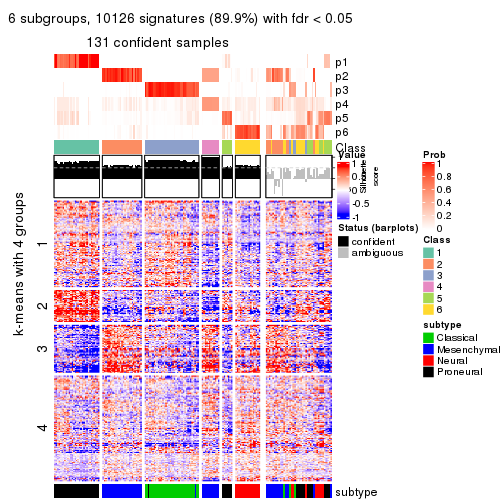 6 subgroups, 10126 signatures (89.9%) with fdr < 0.05
131 confident samples
p1
p2
p3
p4
p5
p6
Class
k-means with 4 groups
1
2
3
4
subtype
value
1
0.5
0
-0.5
-1
Silhouette
score
Status (barplots)
confident
ambiguous
Prob
1
0.8
0.6
0.4
0.2
0
Class
1
2
3
4
5
6
subtype
Classical
Mesenchymal
Neural
Proneural